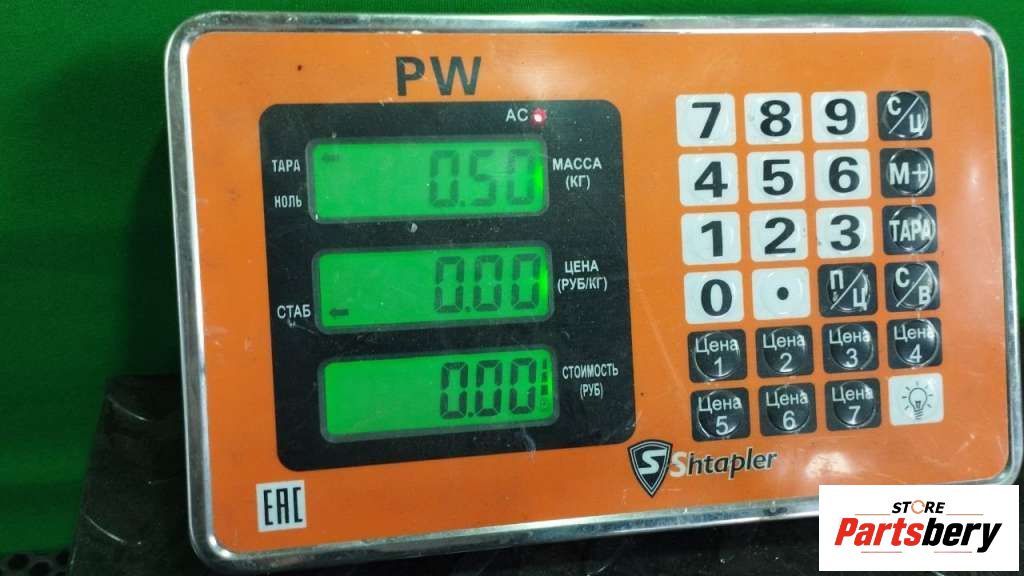 PW
AC
ТАРА
НОЛЬ
0.50
МАССА
(КГ)
СТАБ
0.00
ЦЕНА
(РУБ/КГ)
0.00
СТОИМОСТЬ
(РУБ)
7 8 9 С/Ц
4 5 6 М+
1 2 3 ТАРА
0 . П/Ц С/В
Цена 1
Цена 2
Цена 3
Цена 4
Цена 5
Цена 6
Цена 7
S Shtapler
EAC
STORE
Partsbery